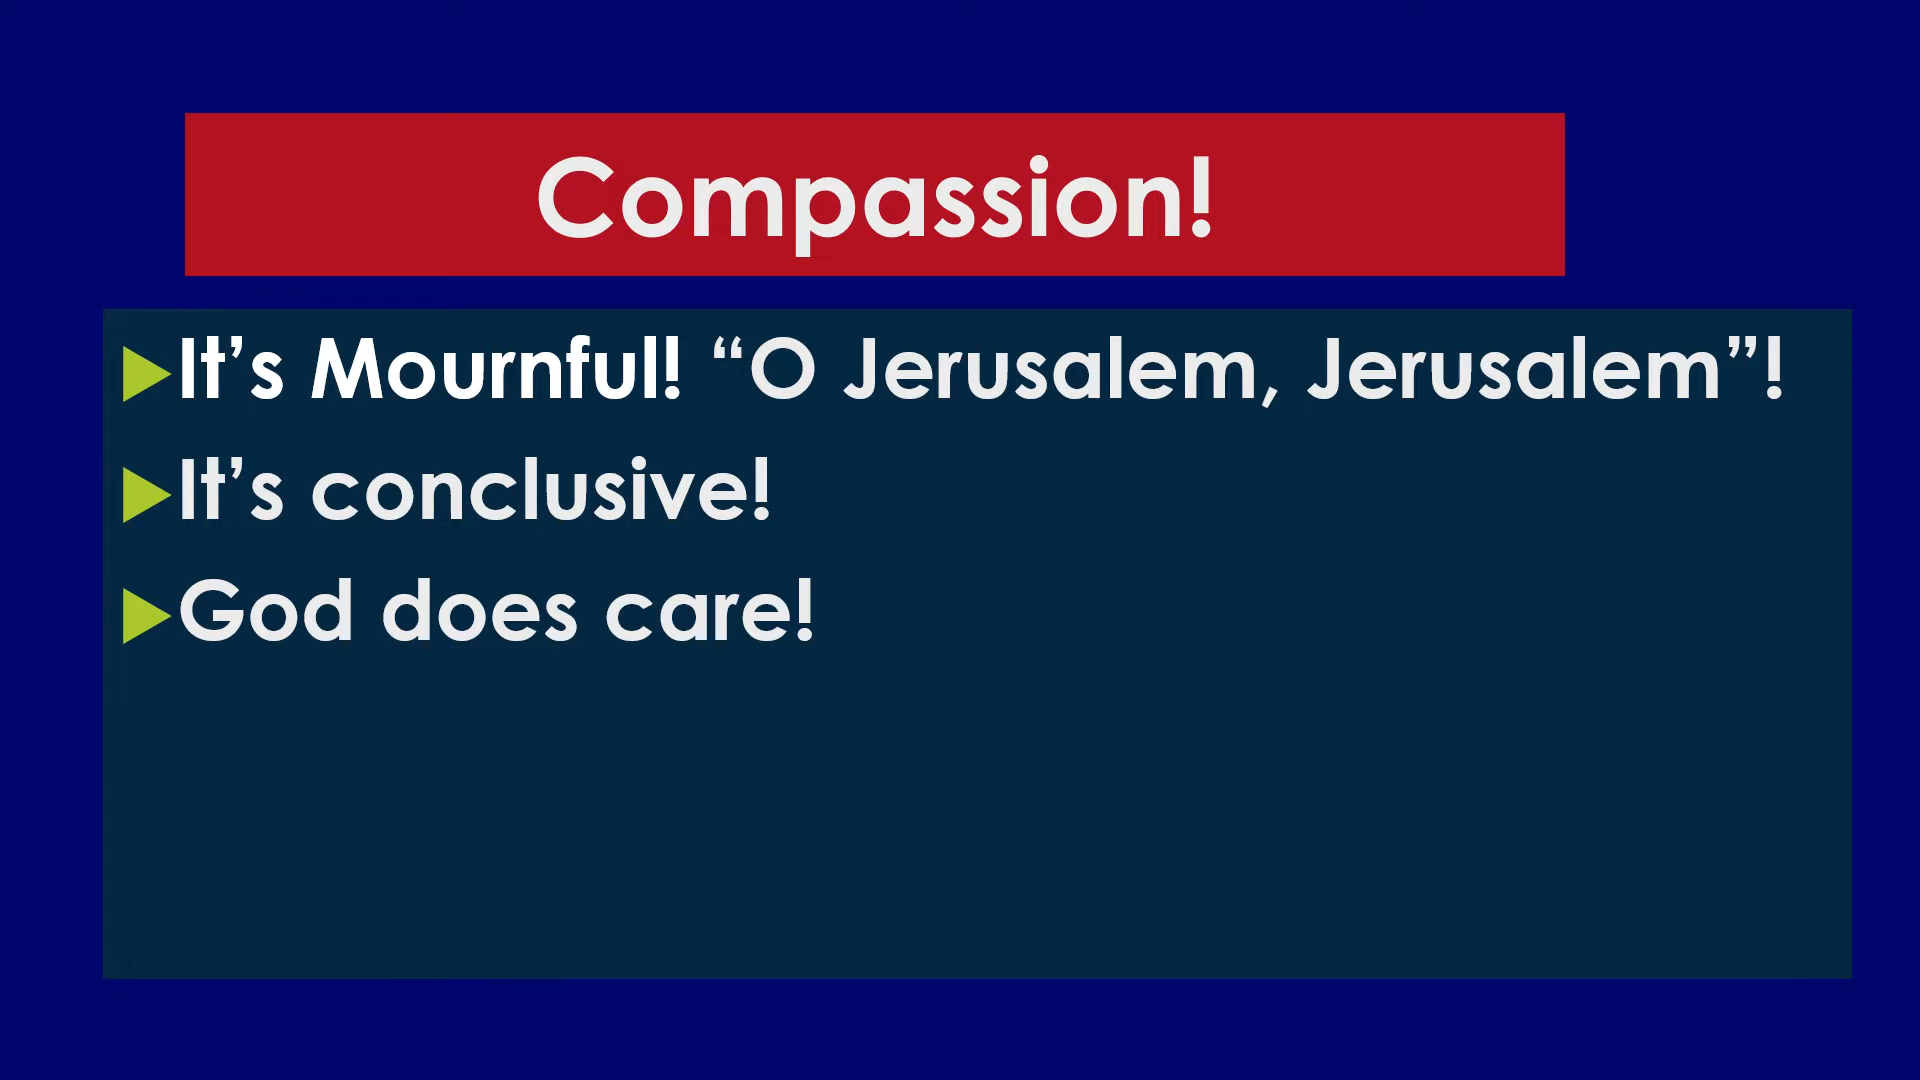 Compassion!
It’s Mournful! “O Jerusalem, Jerusalem”!
It’s conclusive!
God does care!